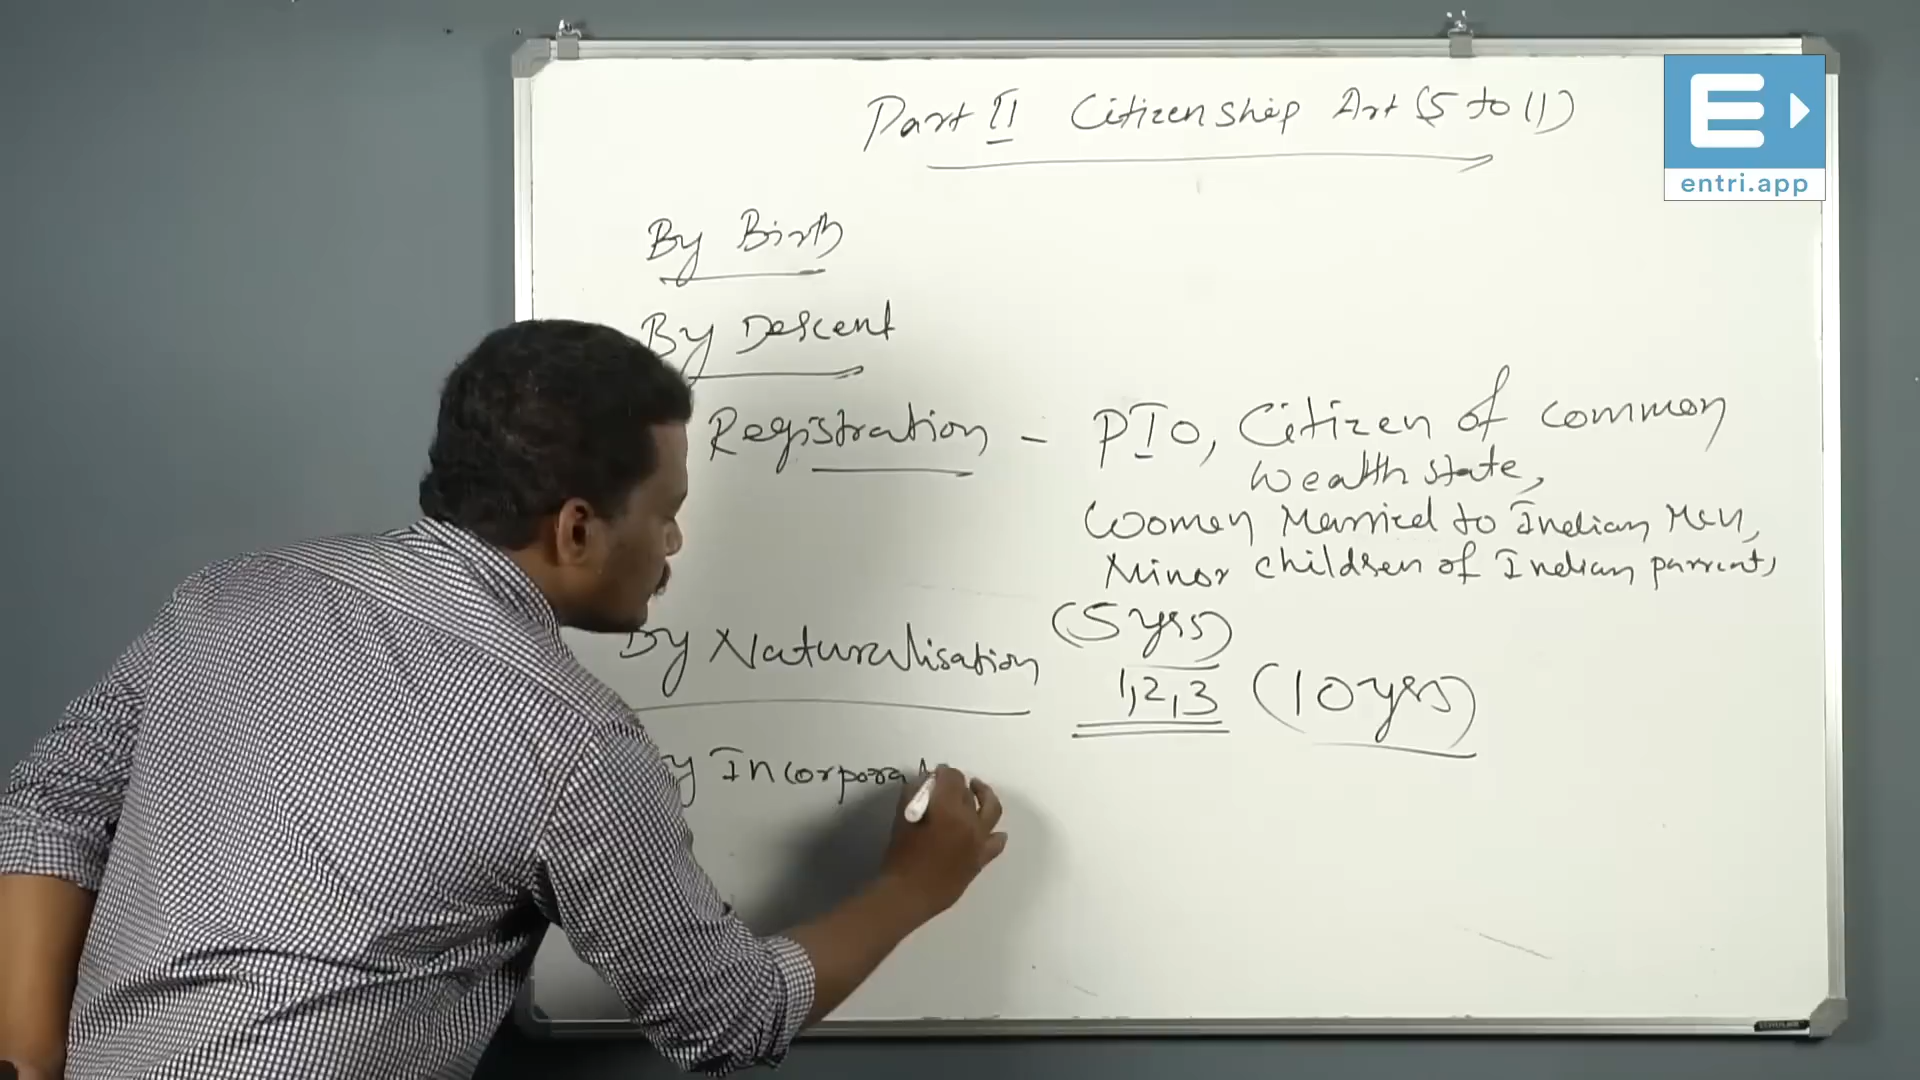 Part II Citizenship Art (5 to 11)
entri.app
By Birth
By Descent
Registration - PIO, Citizen of common
wealth state,
Women Married to Indian Men,
Minor children of Indian parrents
(5 yrs)
By Naturalisation
1,2,3 (10 yrs)
y Incorporat